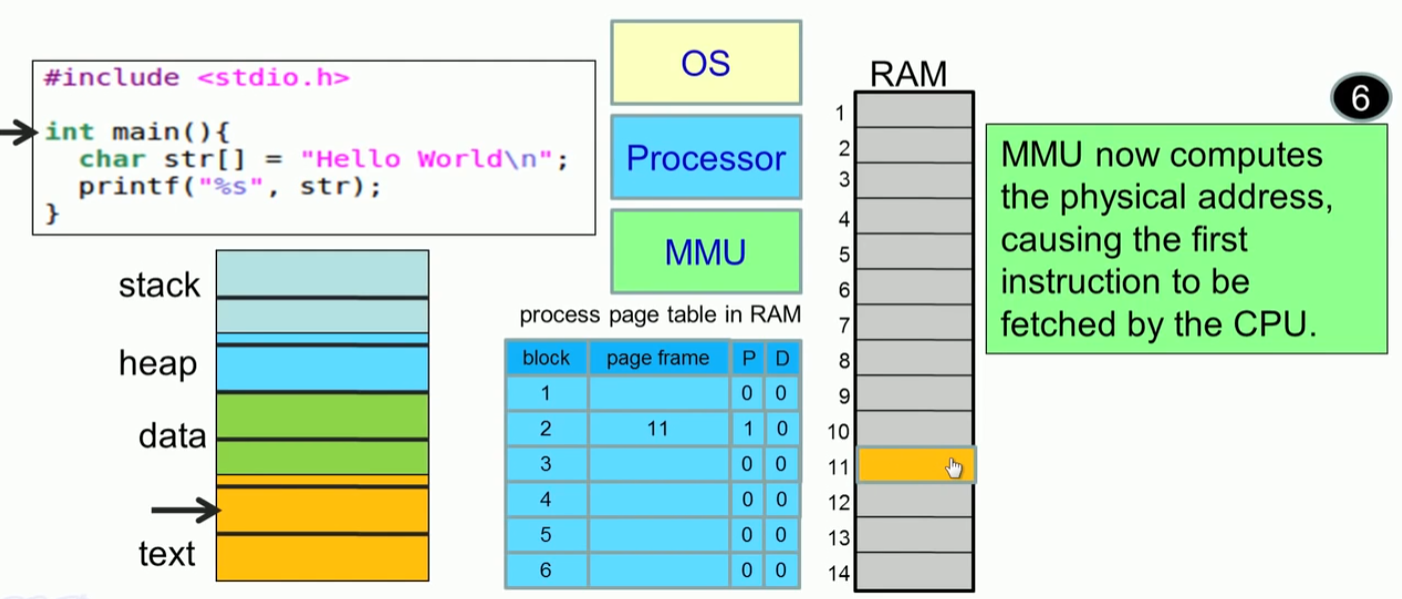 #include <stdio.h>
int main(){
char str[] = "Hello World\n";
printf("%s", str);
}
stack
heap
data
text
OS
Processor
MMU
process page table in RAM
block page frame P D
1 0 0
2 11 1 0
3 0 0
4 0 0
5 0 0
6 0 0
RAM
1
2
3
4
5
6
7
8
9
10
11
12
13
14
6
MMU now computes
the physical address,
causing the first
instruction to be
fetched by the CPU.